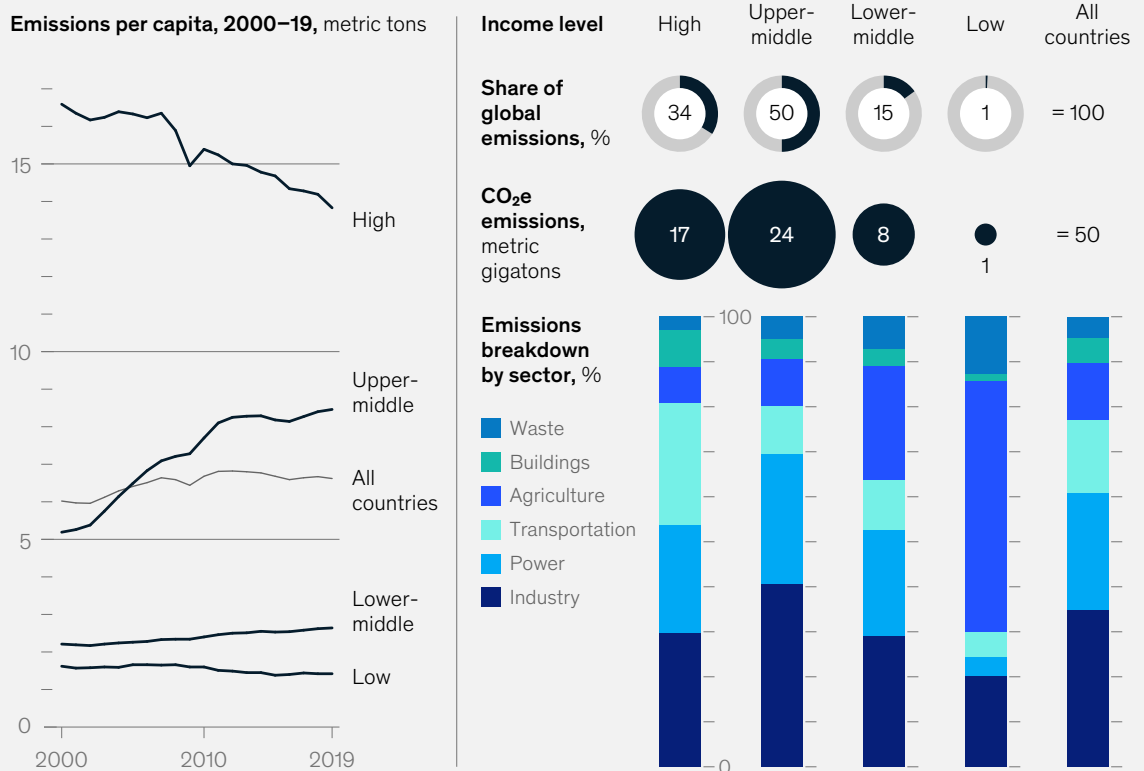 Emissions per capita, 2000–19, metric tons
15
10
5
0
2000 2010 2019
High
Upper-
middle
All
countries
Lower-
middle
Low
Income level
High
Upper-
middle
Lower-
middle
Low
All
countries
Share of
global
emissions, %
34 50 15 1 = 100
CO₂e
emissions,
metric
gigatons
17 24 8 1 = 50
Emissions
breakdown
by sector, %
100
0
Waste
Buildings
Agriculture
Transportation
Power
Industry